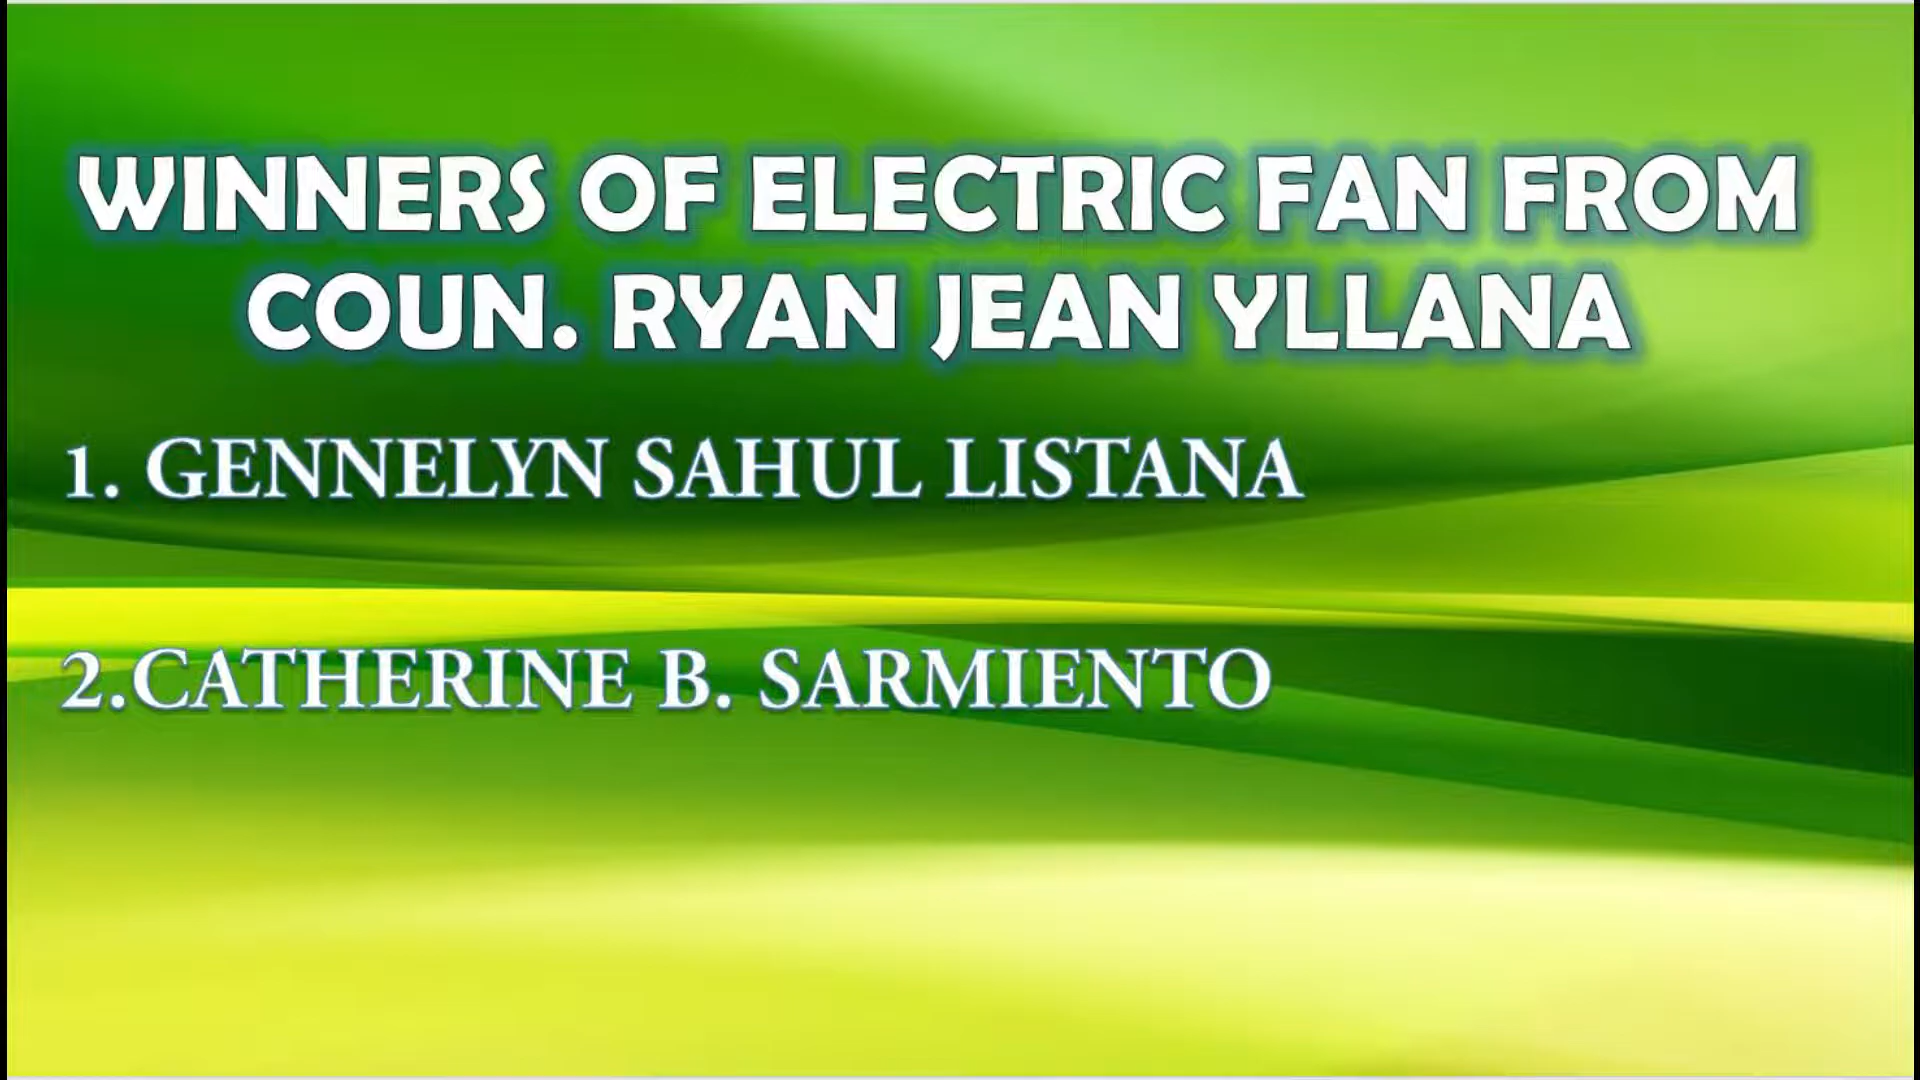 WINNERS OF ELECTRIC FAN FROM
COUN. RYAN JEAN YLLANA
1. GENNELYN SAHUL LISTANA
2.CATHERINE B. SARMIENTO